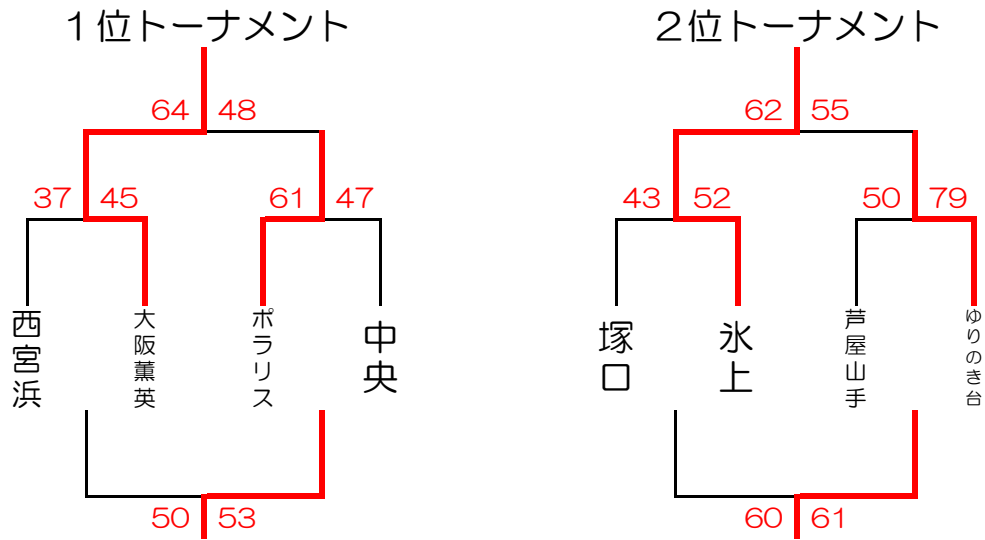 1位トーナメント
64 48
37 45 61 47
西宮浜
大阪薫英
ポラリス
中央
50 53
2位トーナメント
62 55
43 52 50 79
塚口
氷上
芦屋山手
ゆりのき台
60 61